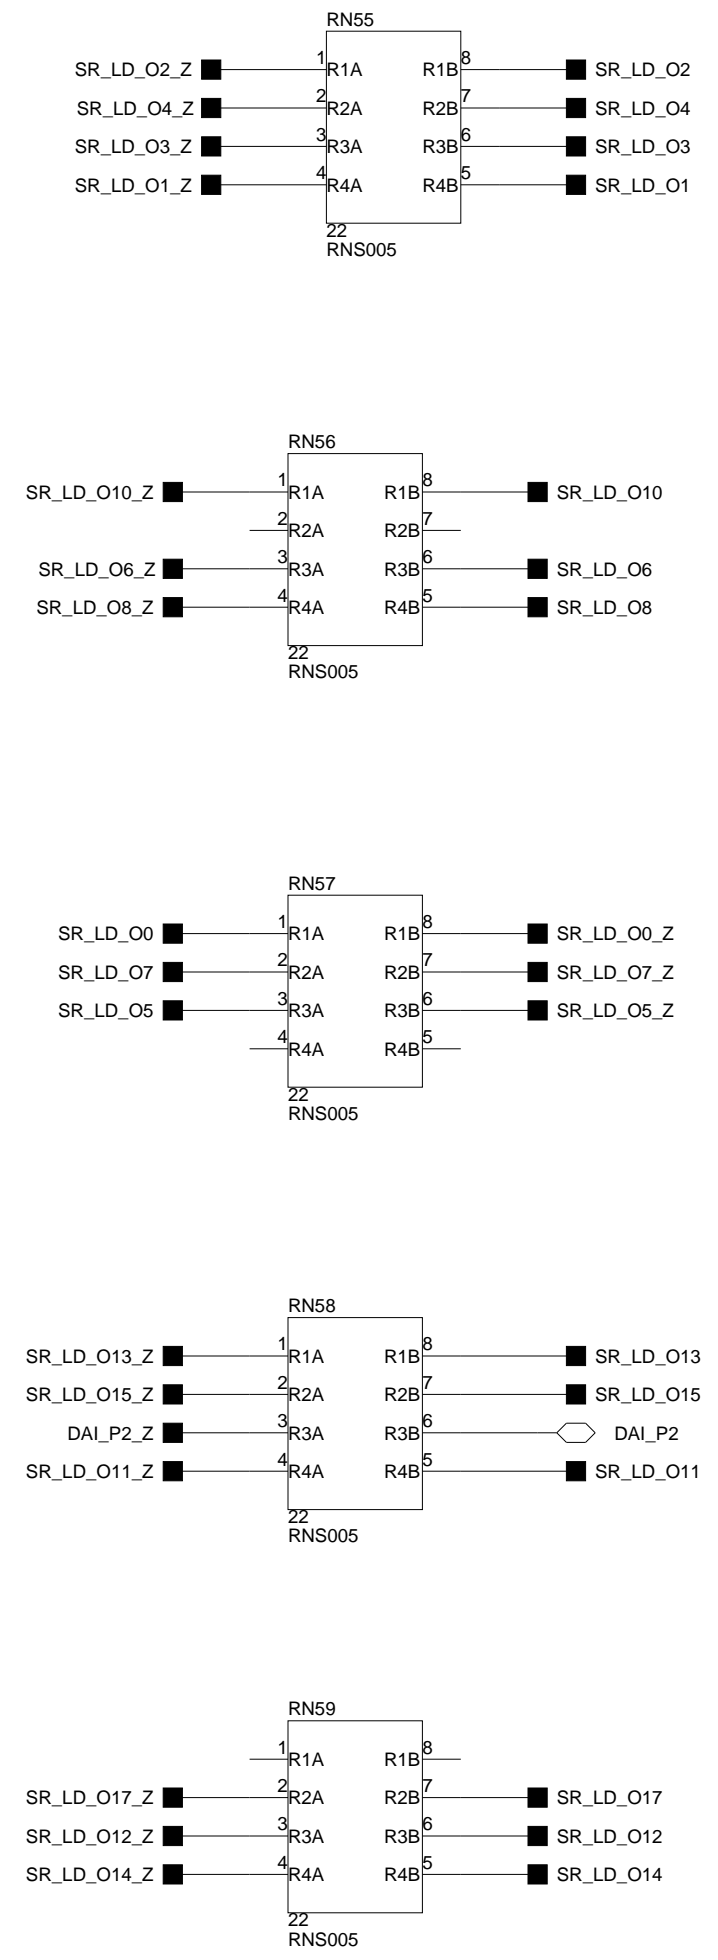 RN55
SR_LD_O2_Z 1 R1A R1B 8 SR_LD_O2
SR_LD_O4_Z 2 R2A R2B 7 SR_LD_O4
SR_LD_O3_Z 3 R3A R3B 6 SR_LD_O3
SR_LD_O1_Z 4 R4A R4B 5 SR_LD_O1
22
RNS005
RN56
SR_LD_O10_Z 1 R1A R1B 8 SR_LD_O10
2 R2A R2B 7
SR_LD_O6_Z 3 R3A R3B 6 SR_LD_O6
SR_LD_O8_Z 4 R4A R4B 5 SR_LD_O8
22
RNS005
RN57
SR_LD_O0 1 R1A R1B 8 SR_LD_O0_Z
SR_LD_O7 2 R2A R2B 7 SR_LD_O7_Z
SR_LD_O5 3 R3A R3B 6 SR_LD_O5_Z
4 R4A R4B 5
22
RNS005
RN58
SR_LD_O13_Z 1 R1A R1B 8 SR_LD_O13
SR_LD_O15_Z 2 R2A R2B 7 SR_LD_O15
DAI_P2_Z 3 R3A R3B 6 DAI_P2
SR_LD_O11_Z 4 R4A R4B 5 SR_LD_O11
22
RNS005
RN59
1 R1A R1B 8
SR_LD_O17_Z 2 R2A R2B 7 SR_LD_O17
SR_LD_O12_Z 3 R3A R3B 6 SR_LD_O12
SR_LD_O14_Z 4 R4A R4B 5 SR_LD_O14
22
RNS005